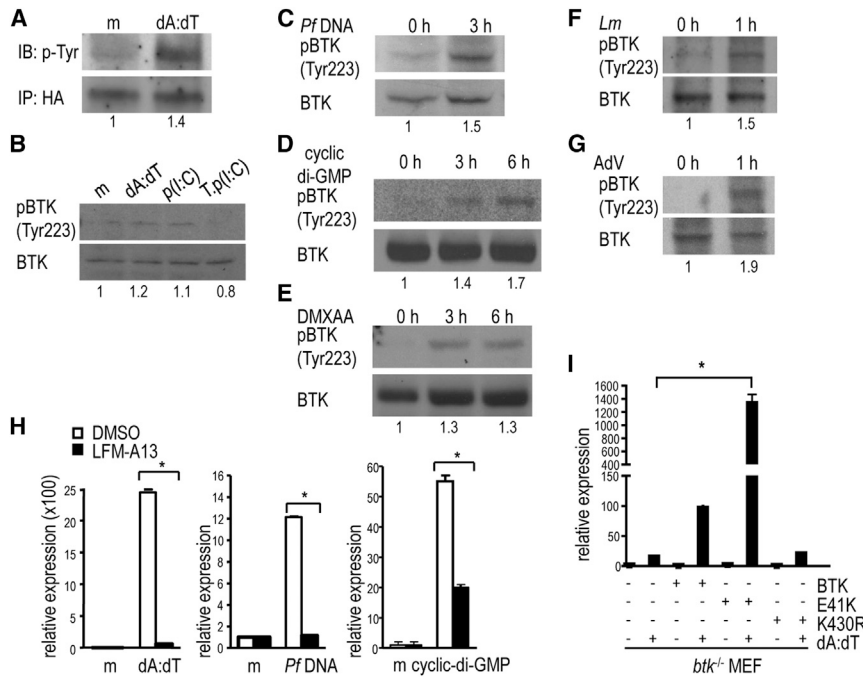 A
m dA:dT
IB: p-Tyr
IP: HA
1 1.4
B
m dA:dT p(I:C) T.p(I:C)
pBTK
(Tyr223)
BTK
1 1.2 1.1 0.8
C
Pf DNA 0 h 3 h
pBTK
(Tyr223)
BTK
1 1.5
D
cyclic
di-GMP 0 h 3 h 6 h
pBTK
(Tyr223)
BTK
1 1.4 1.7
E
DMXAA 0 h 3 h 6 h
pBTK
(Tyr223)
BTK
1 1.3 1.3
F
Lm 0 h 1 h
pBTK
(Tyr223)
BTK
1 1.5
G
AdV 0 h 1 h
pBTK
(Tyr223)
BTK
1 1.9
H
DMSO
LFM-A13
relative expression (x100)
25
20
15
10
5
0
*
m dA:dT
relative expression
16
14
12
10
8
6
4
2
0
*
m Pf DNA
relative expression
60
50
40
30
20
10
0
*
m cyclic-di-GMP
I
relative expression
1600
1400
1200
1000
800
600
400
150
100
50
0
*
- - + + - - - - BTK
- - - - + + - - E41K
- - - - - - + + K430R
- + - + - + - + dA:dT
btk-/- MEF